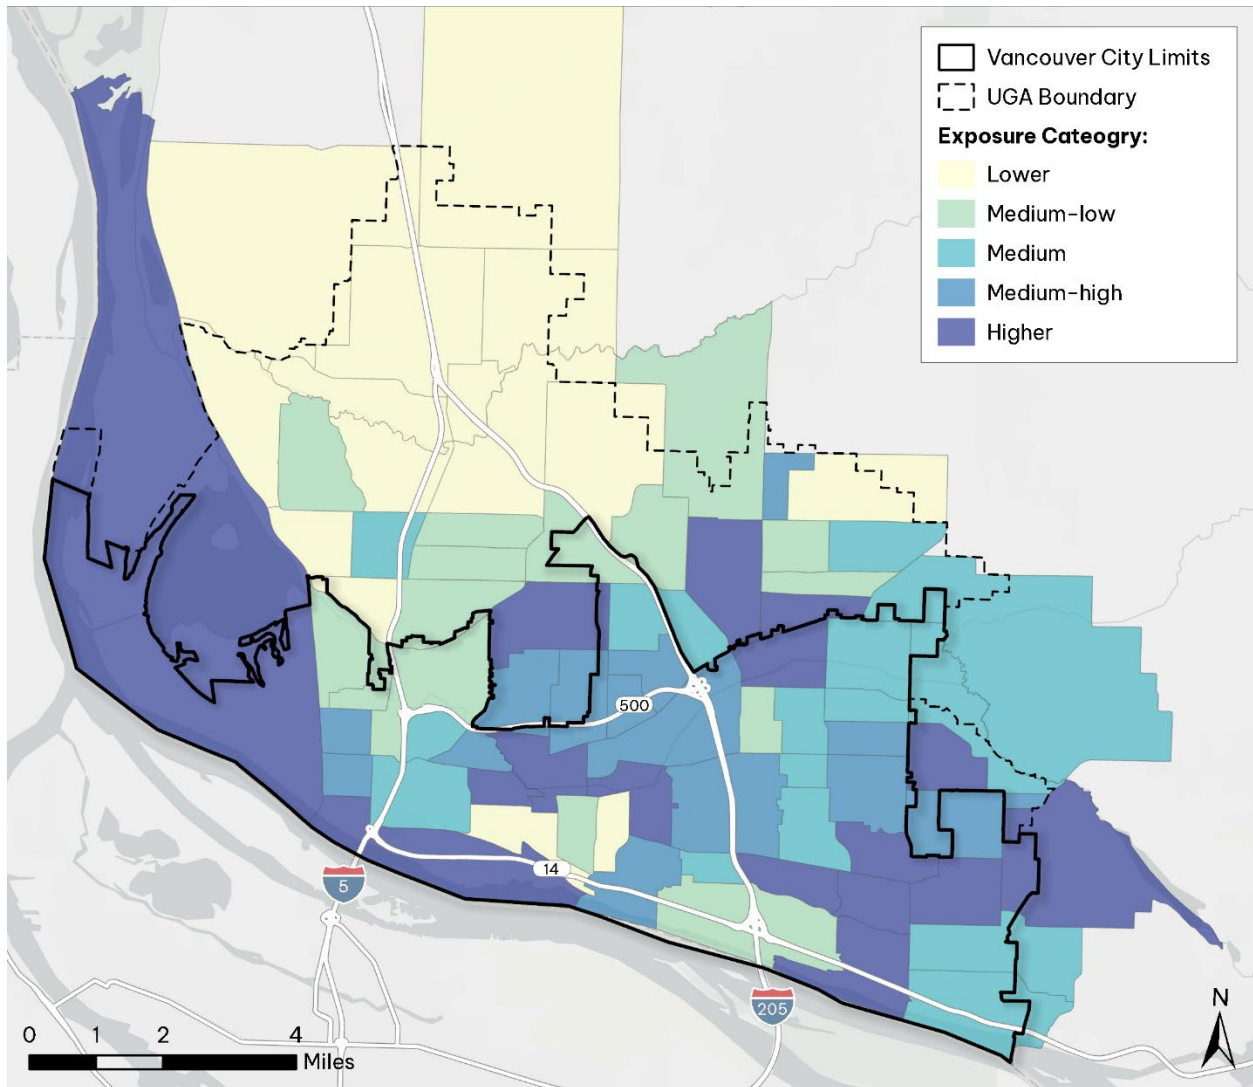 Vancouver City Limits
UGA Boundary
Exposure Cateogry:
Lower
Medium-low
Medium
Medium-high
Higher
500
14
5
205
N
0 1 2 4
Miles